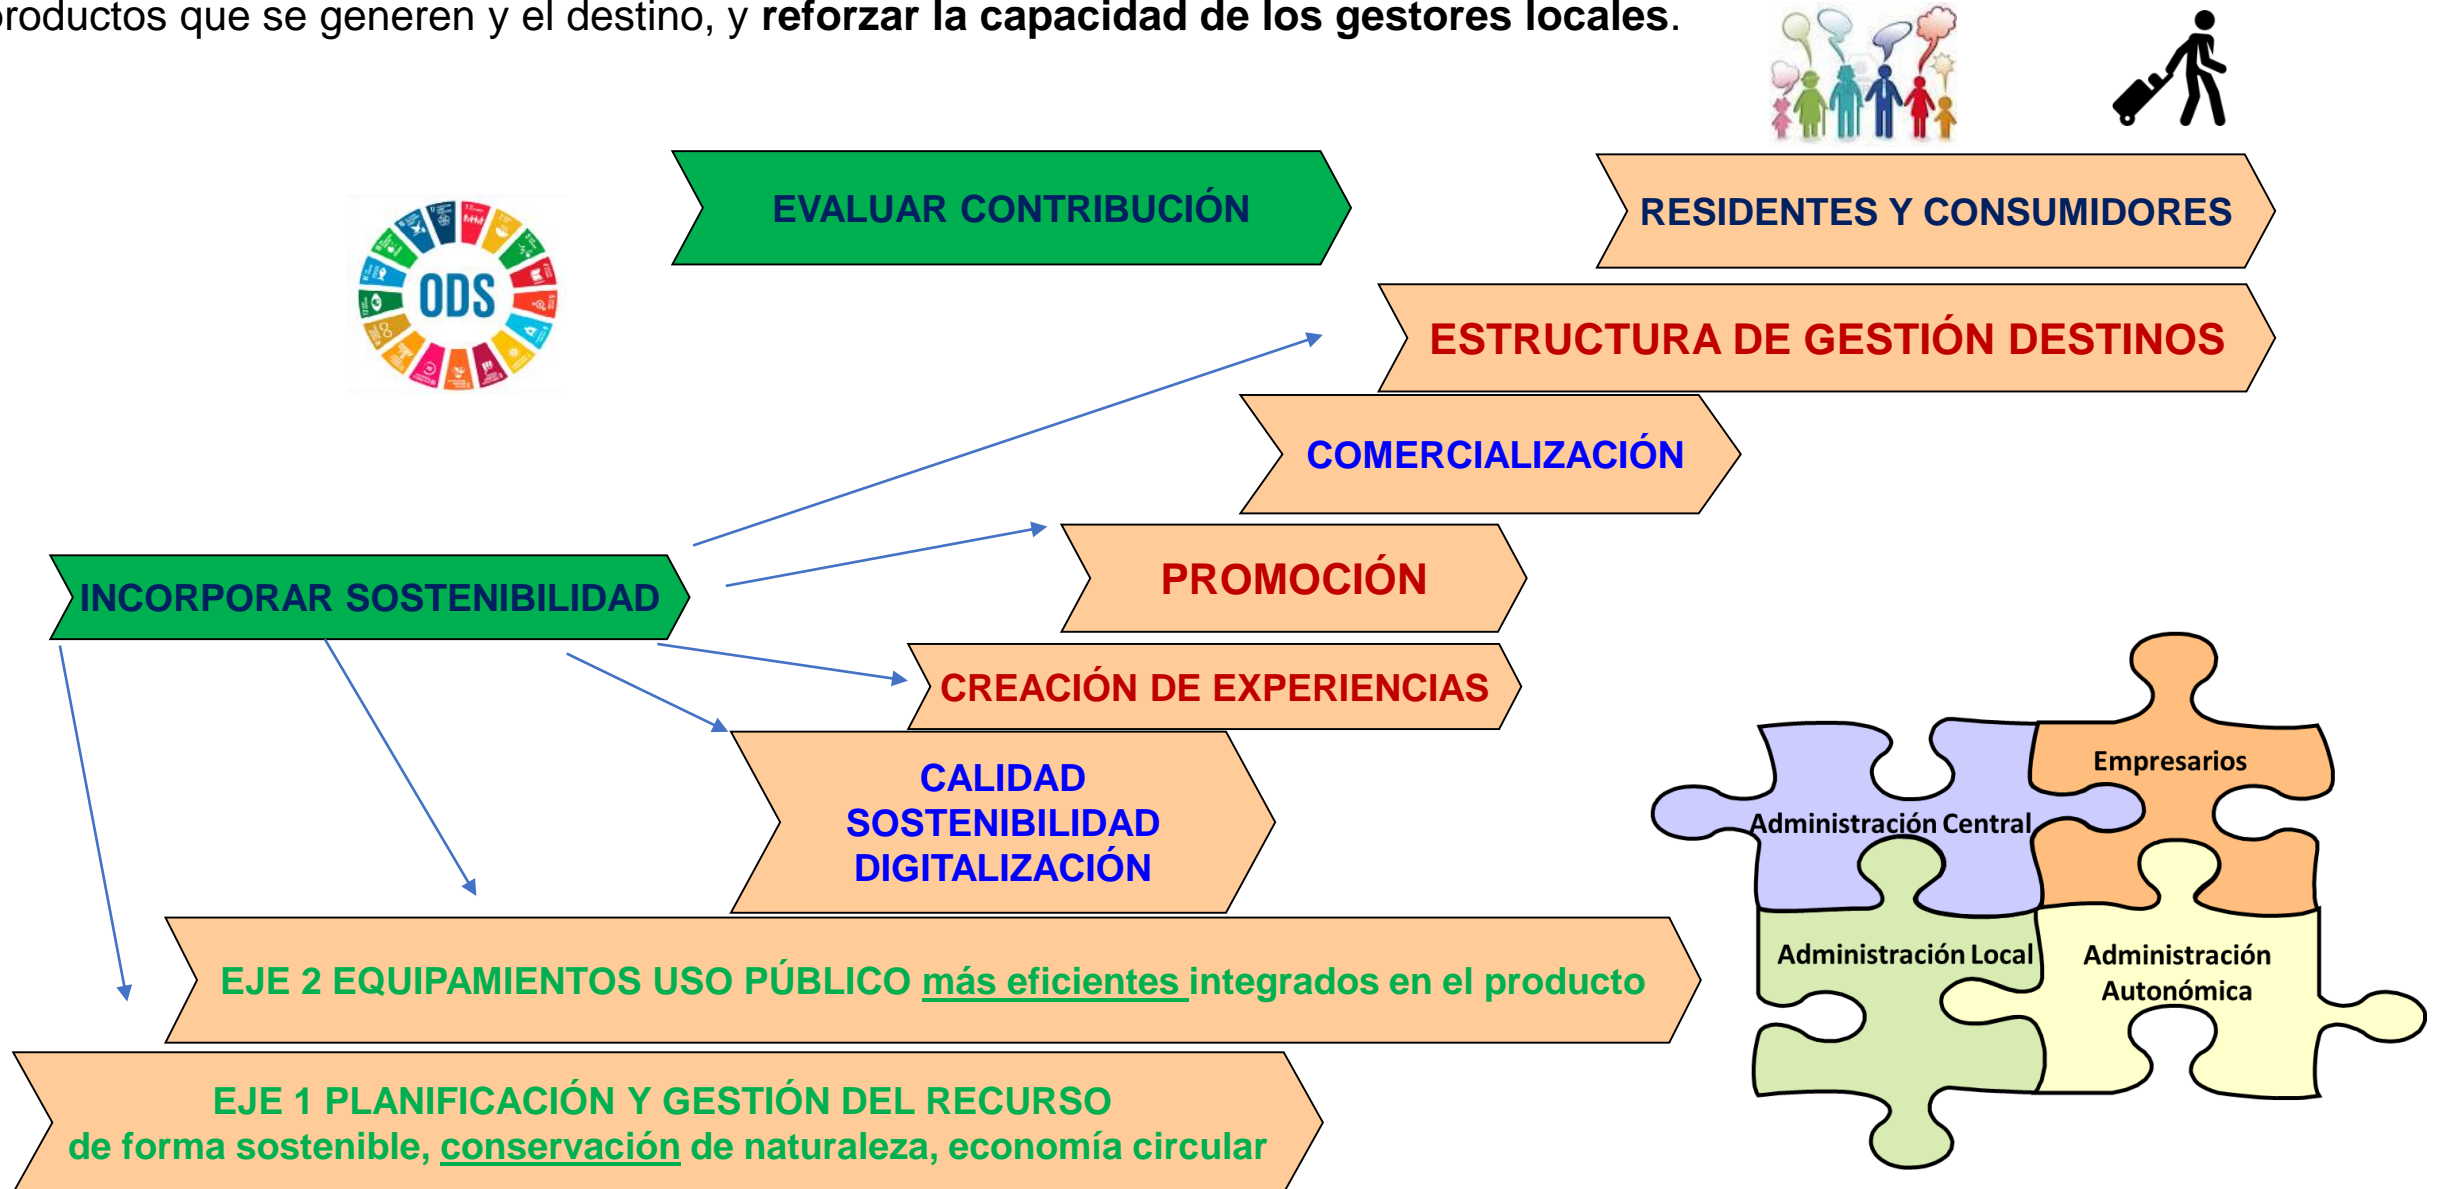 productos que se generen y el destino, y reforzar la capacidad de los gestores locales.
EVALUAR CONTRIBUCIÓN
RESIDENTES Y CONSUMIDORES
ODS
ESTRUCTURA DE GESTIÓN DESTINOS
COMERCIALIZACIÓN
PROMOCIÓN
INCORPORAR SOSTENIBILIDAD
CREACIÓN DE EXPERIENCIAS
CALIDAD
SOSTENIBILIDAD
DIGITALIZACIÓN
Empresarios
Administración Central
Administración Local
Administración
Autonómica
EJE 2 EQUIPAMIENTOS USO PÚBLICO más eficientes integrados en el producto
EJE 1 PLANIFICACIÓN Y GESTIÓN DEL RECURSO
de forma sostenible, conservación de naturaleza, economía circular